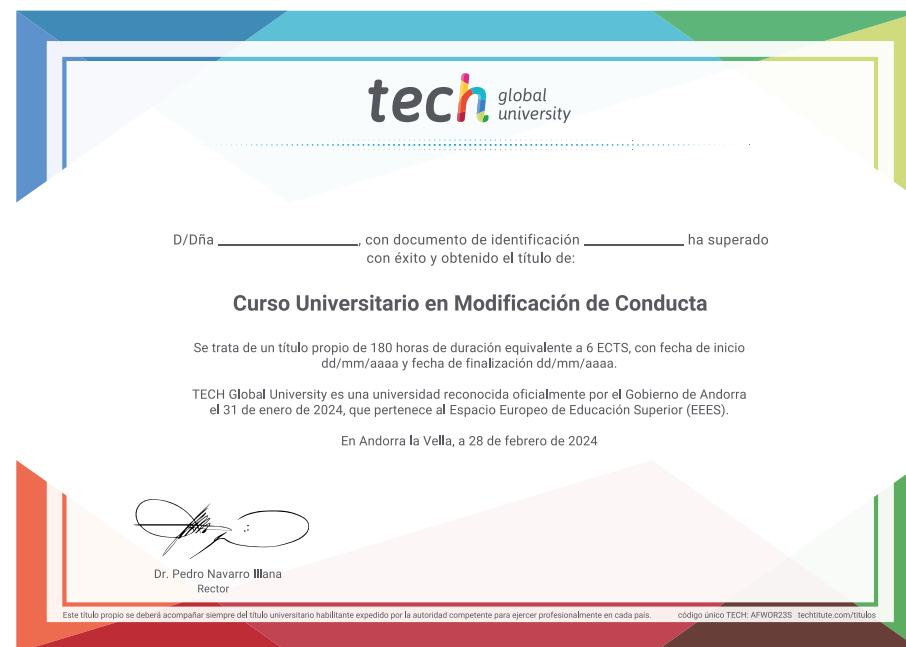 tech global university
D/Dña ____________________, con documento de identificación ______________ ha superado
con éxito y obtenido el título de:
Curso Universitario en Modificación de Conducta
Se trata de un título propio de 180 horas de duración equivalente a 6 ECTS, con fecha de inicio
dd/mm/aaaa y fecha de finalización dd/mm/aaaa.
TECH Global University es una universidad reconocida oficialmente por el Gobierno de Andorra
el 31 de enero de 2024, que pertenece al Espacio Europeo de Educación Superior (EEES).
En Andorra la Vella, a 28 de febrero de 2024
Dr. Pedro Navarro Illana
Rector
Este título propio se deberá acompañar siempre del título universitario habilitante expedido por la autoridad competente para ejercer profesionalmente en cada país. código único TECH: AFWOR23S techtitute.com/titulos